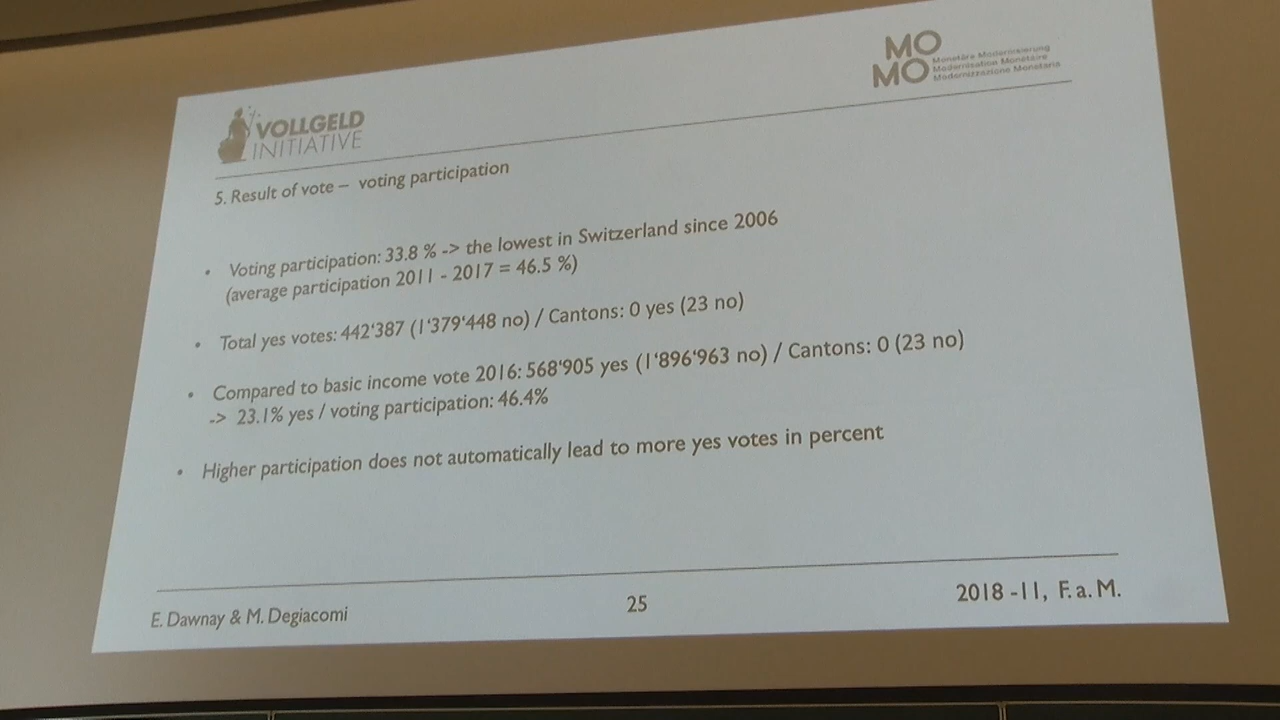 MO
MO
Monetäre Modernisierung
Modernisation Monétaire
Modernizzazione Monetaria
VOLLGELD
INITIATIVE
5. Result of vote – voting participation
• Voting participation: 33.8 % -> the lowest in Switzerland since 2006
(average participation 2011 - 2017 = 46.5 %)
• Total yes votes: 442'387 (1'379'448 no) / Cantons: 0 yes (23 no)
• Compared to basic income vote 2016: 568'905 yes (1'896'963 no) / Cantons: 0 (23 no)
-> 23.1% yes / voting participation: 46.4%
• Higher participation does not automatically lead to more yes votes in percent
E. Dawnay & M. Degiacomi
25
2018 -11, F. a. M.